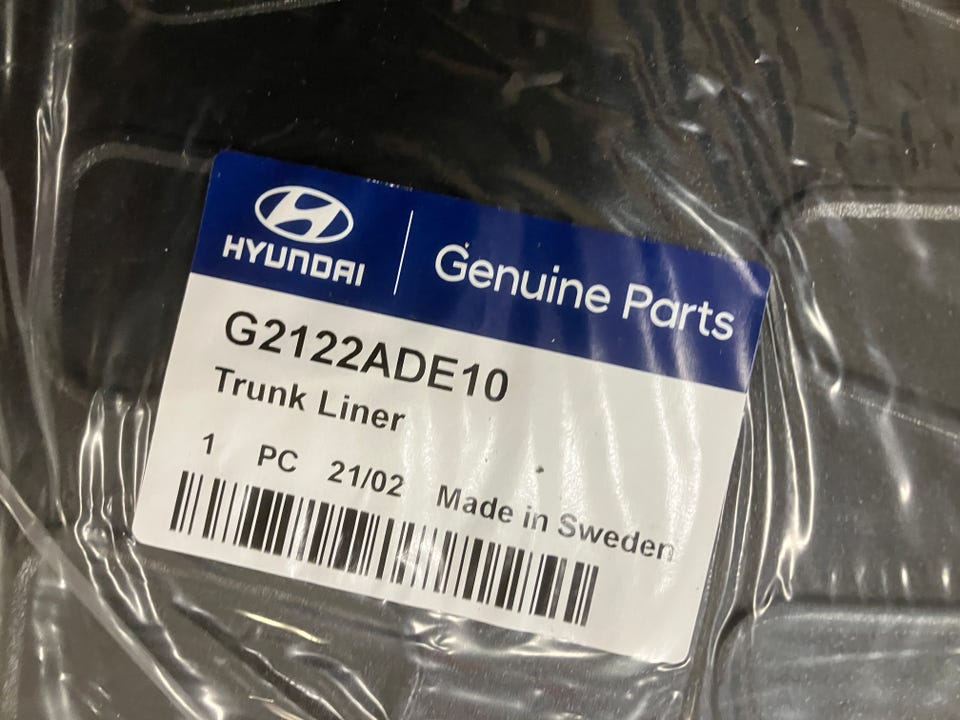 HYUNDAI
Genuine Parts
G2122ADE10
Trunk Liner
1 PC 21/02 Made in Sweden